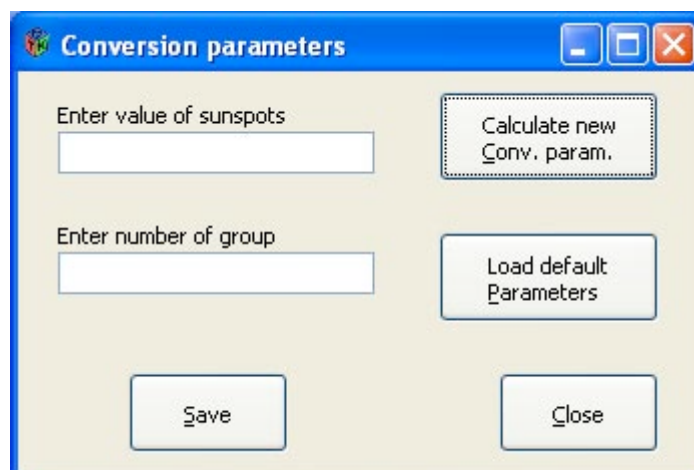 Conversion parameters
Enter value of sunspots
Calculate new
Conv. param.
Enter number of group
Load default
Parameters
Save
Close